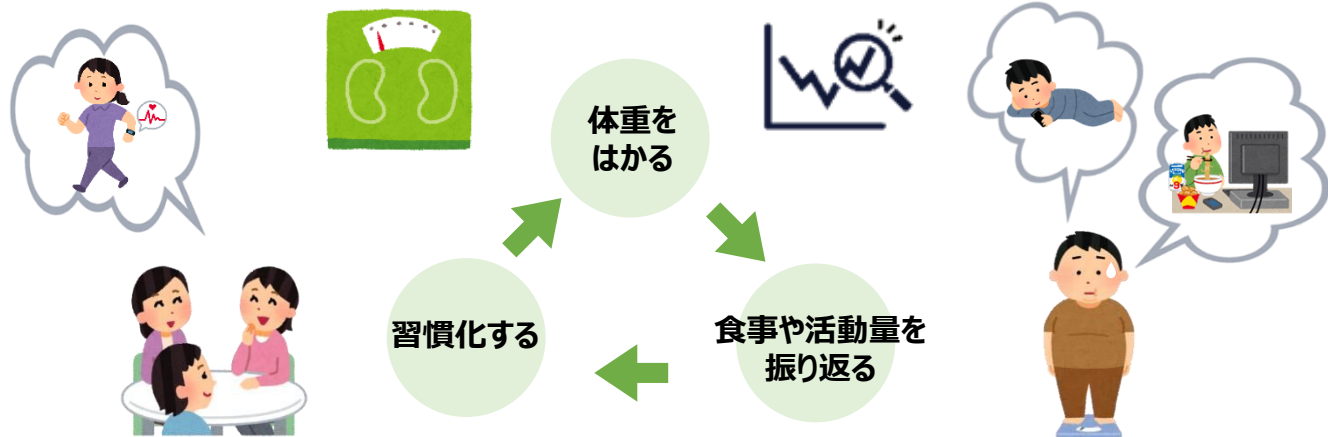 体重を
はかる
食事や活動量を
振り返る
習慣化する